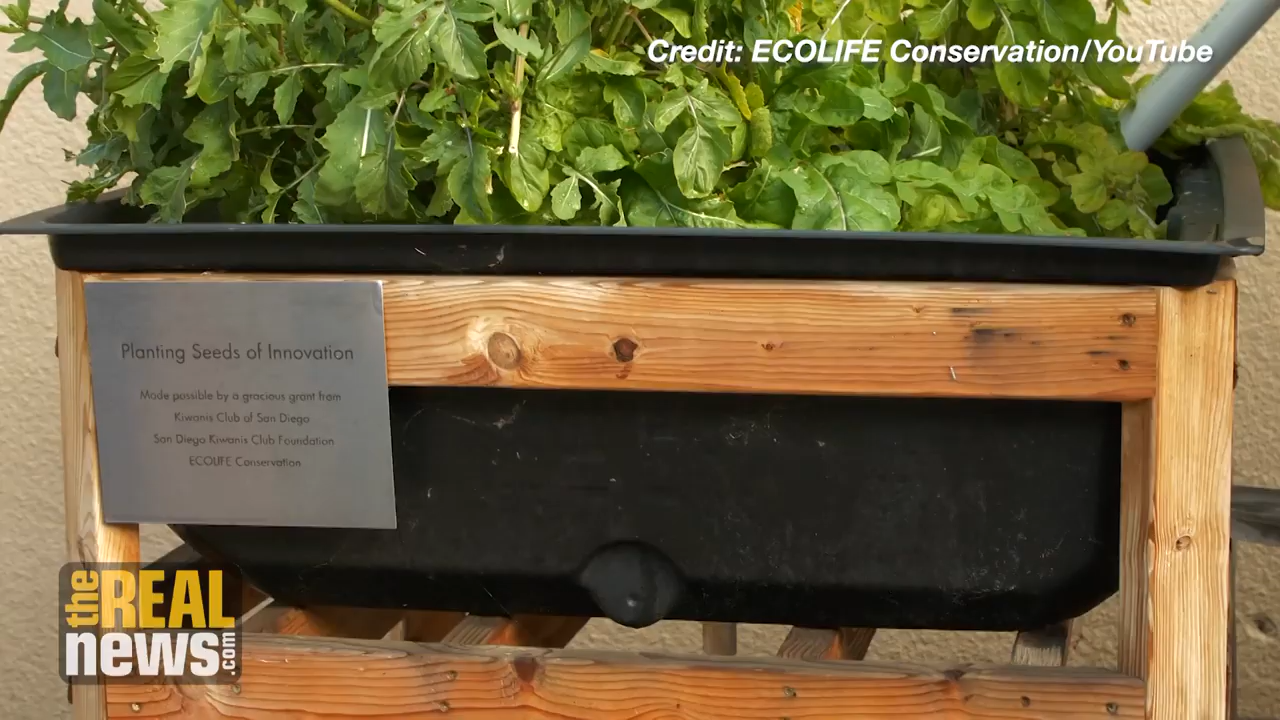 Credit: ECOLIFE Conservation/YouTube
Planting Seeds of Innovation
Made possible by a gracious grant from
Kiwanis Club of San Diego
San Diego Kiwanis Club Foundation
ECOLIFE Conservation
the REAL
news.com